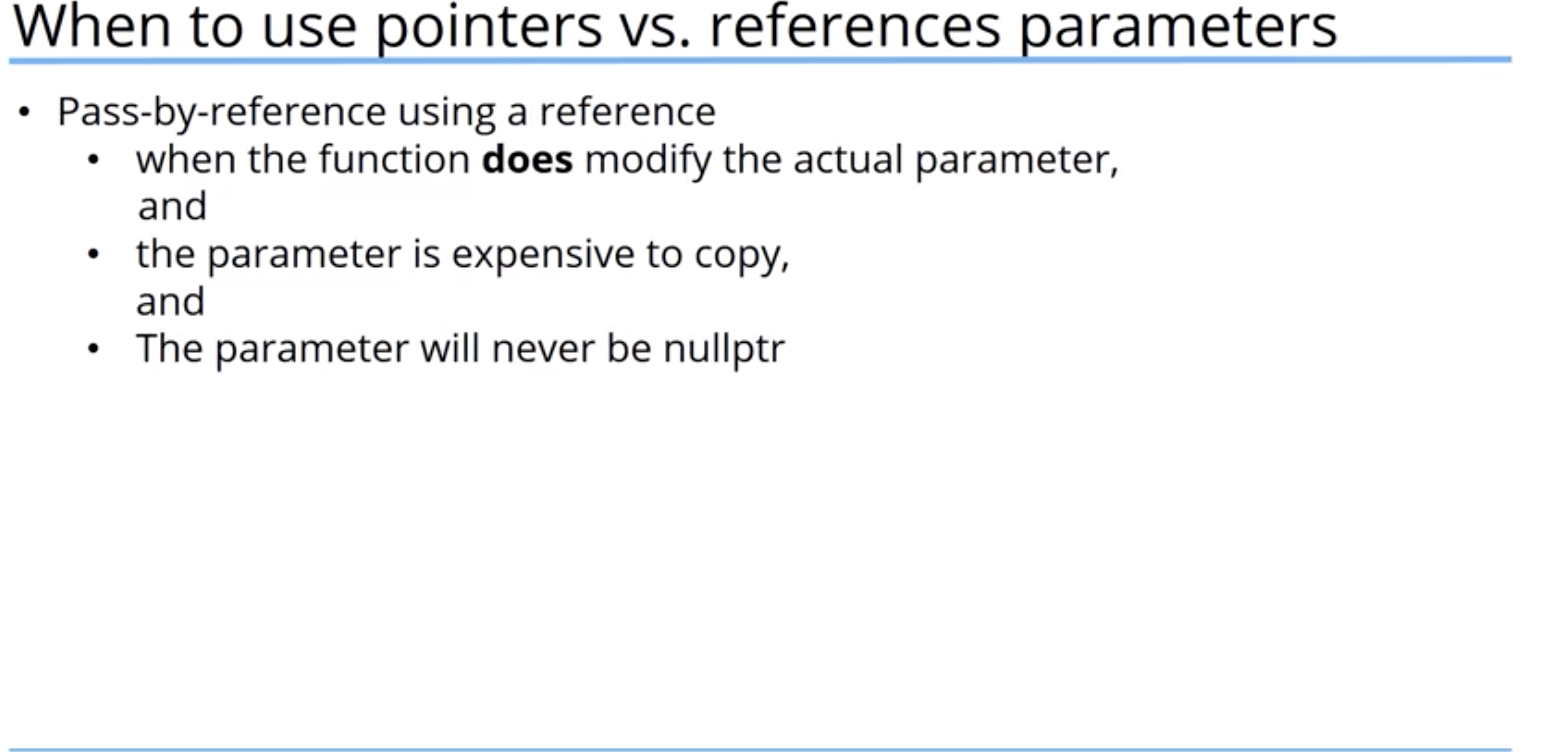 When to use pointers vs. references parameters
• Pass-by-reference using a reference
• when the function does modify the actual parameter,
and
• the parameter is expensive to copy,
and
• The parameter will never be nullptr